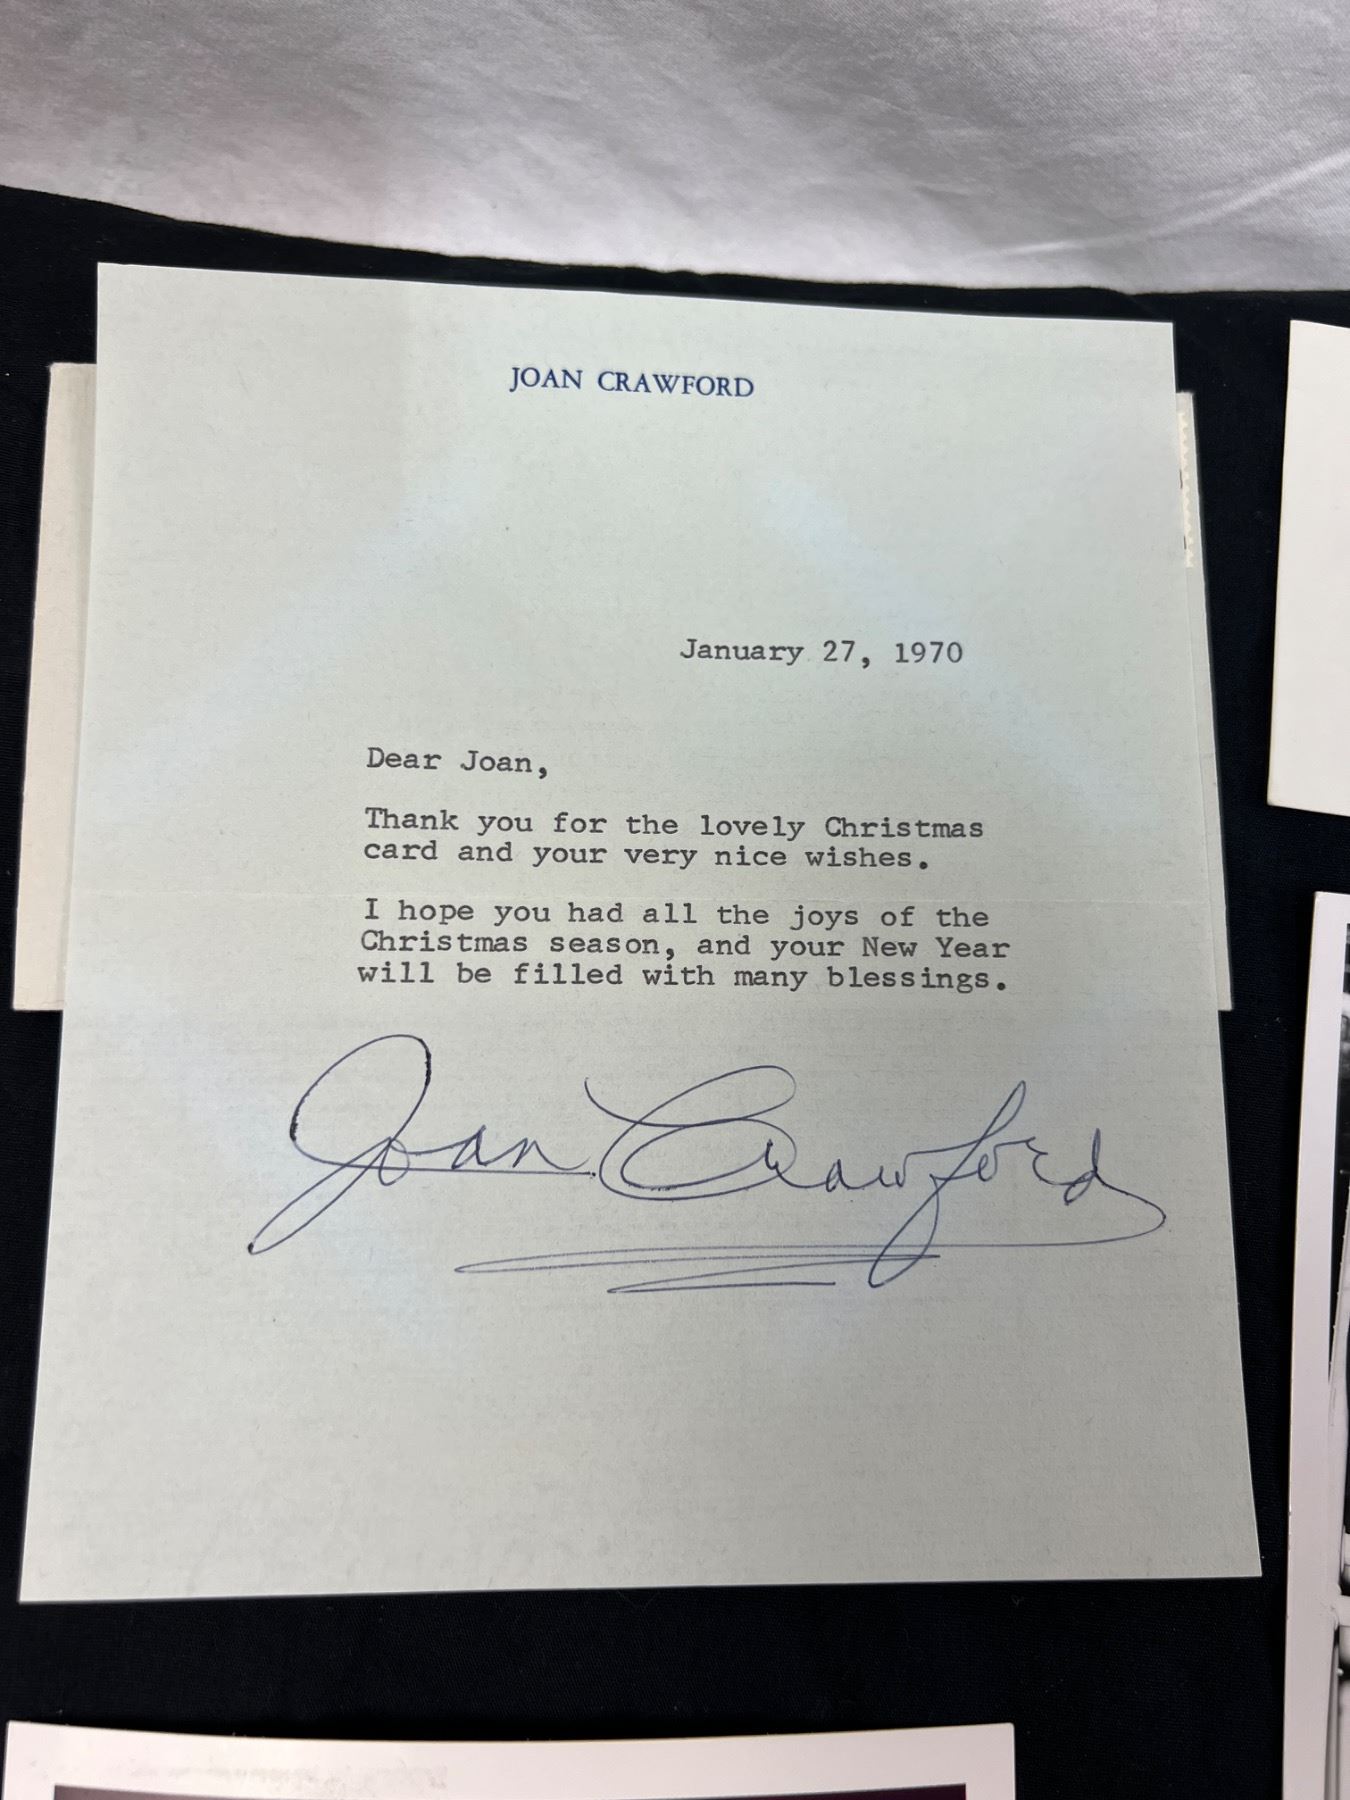 JOAN CRAWFORD
January 27, 1970
Dear Joan,
Thank you for the lovely Christmas
card and your very nice wishes.
I hope you had all the joys of the
Christmas season, and your New Year
will be filled with many blessings.
Joan Crawford